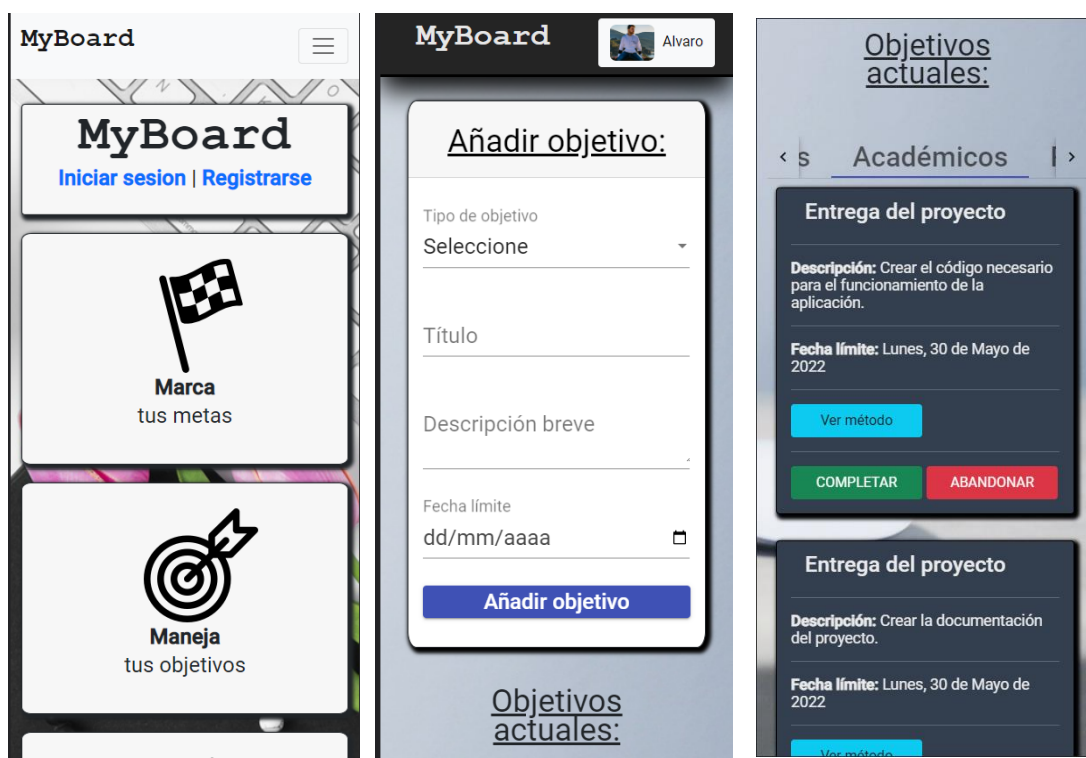 MyBoard
MyBoard
Iniciar sesion | Registrarse
Marca
tus metas
Maneja
tus objetivos
MyBoard
Alvaro
Añadir objetivo:
Tipo de objetivo
Seleccione
Título
Descripción breve
Fecha límite
dd/mm/aaaa
Añadir objetivo
Objetivos
actuales:
Objetivos
actuales:
s Académicos
Entrega del proyecto
Descripción: Crear el código necesario
para el funcionamiento de la
aplicación.
Fecha límite: Lunes, 30 de Mayo de
2022
Ver método
COMPLETAR ABANDONAR
Entrega del proyecto
Descripción: Crear la documentación
del proyecto.
Fecha límite: Lunes, 30 de Mayo de
2022
Ver método